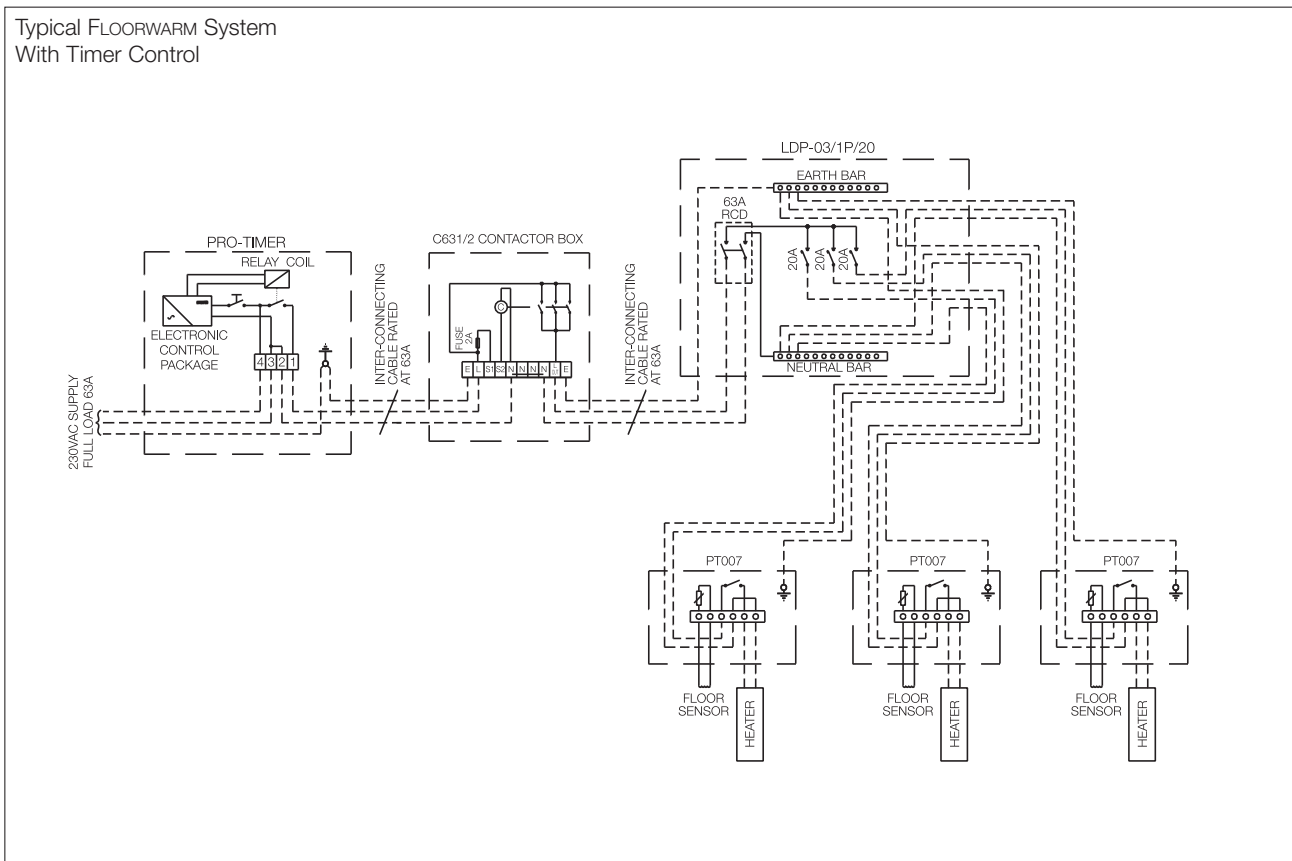 Typical FLOORWARM System
With Timer Control
LDP-03/1P/20
EARTH BAR
63A
RCD
20A
20A
20A
NEUTRAL BAR
PRO-TIMER
RELAY COIL
ELECTRONIC
CONTROL
PACKAGE
4 3 2 1
230VAC SUPPLY
FULL LOAD 63A
INTER-CONNECTING
CABLE RATED
AT 63A
C631/2 CONTACTOR BOX
C
FUSE
2A
E L S1 S2 N N N N E
INTER-CONNECTING
CABLE RATED
AT 63A
PT007
FLOOR
SENSOR
HEATER
PT007
FLOOR
SENSOR
HEATER
PT007
FLOOR
SENSOR
HEATER